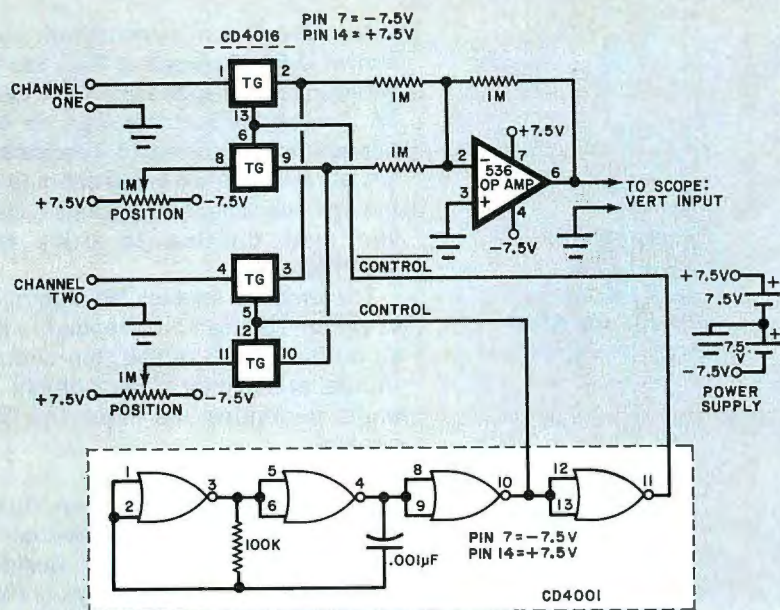 PIN 7 = -7.5V
PIN 14 = +7.5V
CD4016
CHANNEL ONE
1
TG
2
13
1M
1M
6
8
TG
9
1M
1M
+7.5V
POSITION
-7.5V
2
-
3
+
536
OP AMP
+7.5V
7
6
4
-7.5V
TO SCOPE:
VERT INPUT
CHANNEL TWO
4
TG
3
5
12
11
TG
10
1M
+7.5V
POSITION
-7.5V
CONTROL
CONTROL
+7.5V
+
7.5V
+
7.5
V
-7.5V
POWER
SUPPLY
1
2
3
5
6
4
8
9
10
12
13
11
100K
.001µF
PIN 7 = -7.5V
PIN 14 = +7.5V
CD4001